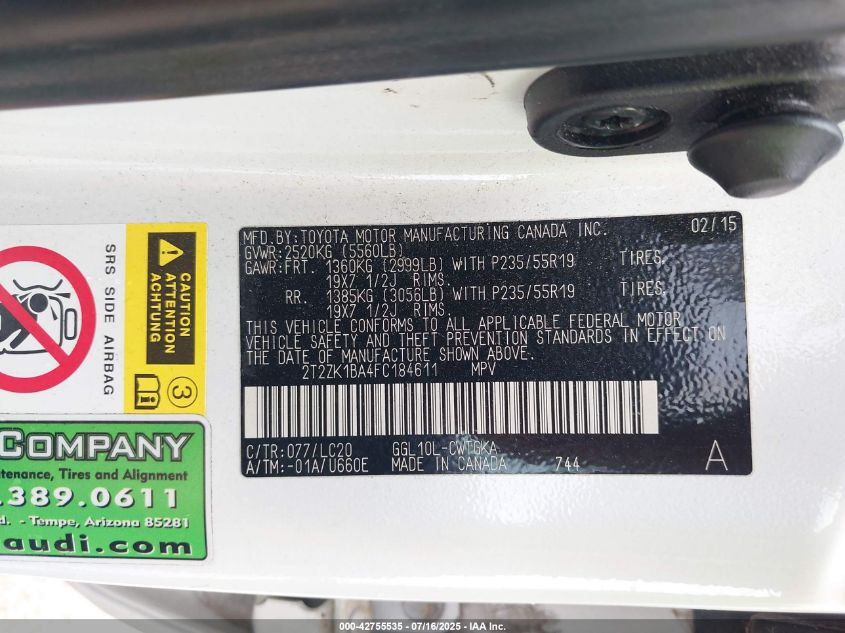 MFD.BY:TOYOTA MOTOR MANUFACTURING CANADA INC. 02/15
GVWR:2520KG (5560LB)
GAWR:FRT. 1360KG (2999LB) WITH P235/55R19 TIRES.
19X7 1/2J RIMS.
RR. 1385KG (3056LB) WITH P235/55R19 TIRES.
19X7 1/2J RIMS.
THIS VEHICLE CONFORMS TO ALL APPLICABLE FEDERAL MOTOR
VEHICLE SAFETY AND THEFT PREVENTION STANDARDS IN EFFECT ON
THE DATE OF MANUFACTURE SHOWN ABOVE.
2T2ZK1BA4FC184611 MPV
C/TR:077/LC20 GGL10L-CWTGKA
A/TM:-01A/U660E MADE IN CANADA 744 A
SRS SIDE AIRBAG
CAUTION
ATTENTION
3
COMPANY
tenance, Tires and Alignment
.389.0611
d. - Tempe, Arizona 85281
audi.com
000-42755535 - 07/16/2025 - IAA Inc.